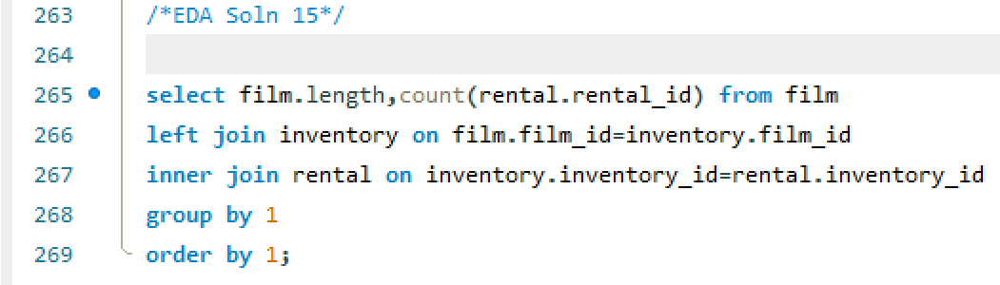 263 /*EDA Soln 15*/
264
265 select film.length,count(rental.rental_id) from film
266 left join inventory on film.film_id=inventory.film_id
267 inner join rental on inventory.inventory_id=rental.inventory_id
268 group by 1
269 order by 1;